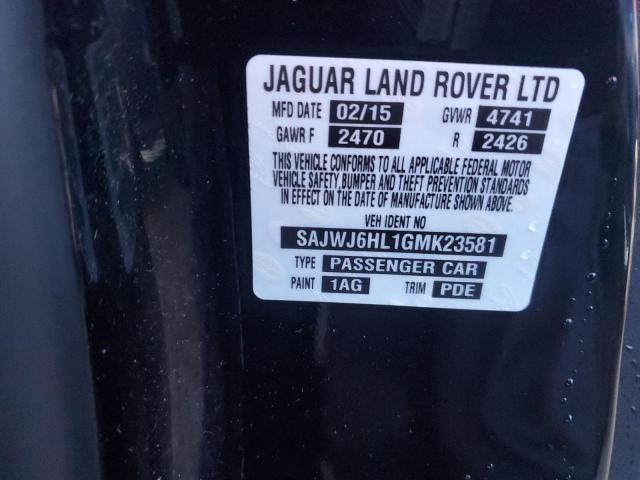 JAGUAR LAND ROVER LTD
MFD DATE 02/15 GVWR 4741
GAWR F 2470 R 2426
THIS VEHICLE CONFORMS TO ALL APPLICABLE FEDERAL MOTOR
VEHICLE SAFETY, BUMPER AND THEFT PREVENTION STANDARDS
IN EFFECT ON THE DATE OF MANUFACTURE SHOWN ABOVE.
VEH IDENT NO
SAJWJ6HL1GMK23581
TYPE PASSENGER CAR
PAINT 1AG TRIM PDE